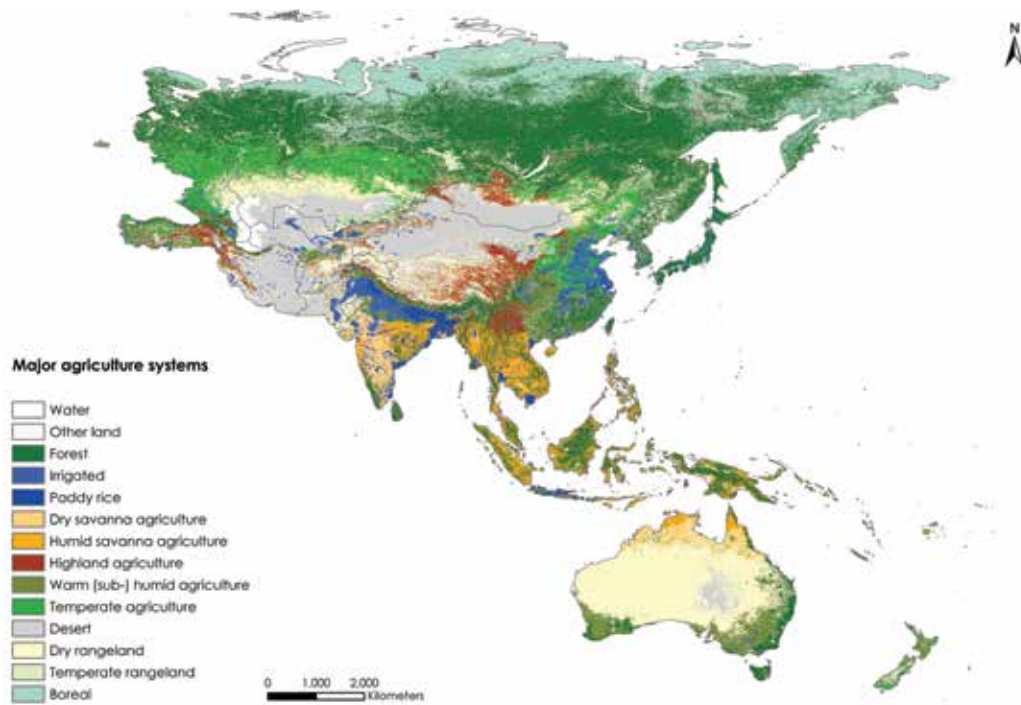 N
Major agriculture systems
Water
Other land
Forest
Irrigated
Paddy rice
Dry savanna agriculture
Humid savanna agriculture
Highland agriculture
Warm (sub-) humid agriculture
Temperate agriculture
Desert
Dry rangeland
Temperate rangeland
Boreal
0 1,000 2,000
Kilometers